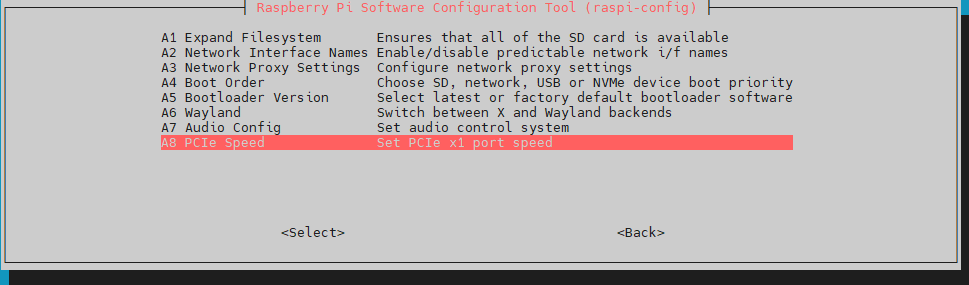 Raspberry Pi Software Configuration Tool (raspi-config)
A1 Expand Filesystem Ensures that all of the SD card is available
A2 Network Interface Names Enable/disable predictable network i/f names
A3 Network Proxy Settings Configure network proxy settings
A4 Boot Order Choose SD, network, USB or NVMe device boot priority
A5 Bootloader Version Select latest or factory default bootloader software
A6 Wayland Switch between X and Wayland backends
A7 Audio Config Set audio control system
A8 PCIe Speed Set PCIe x1 port speed
<Select> <Back>